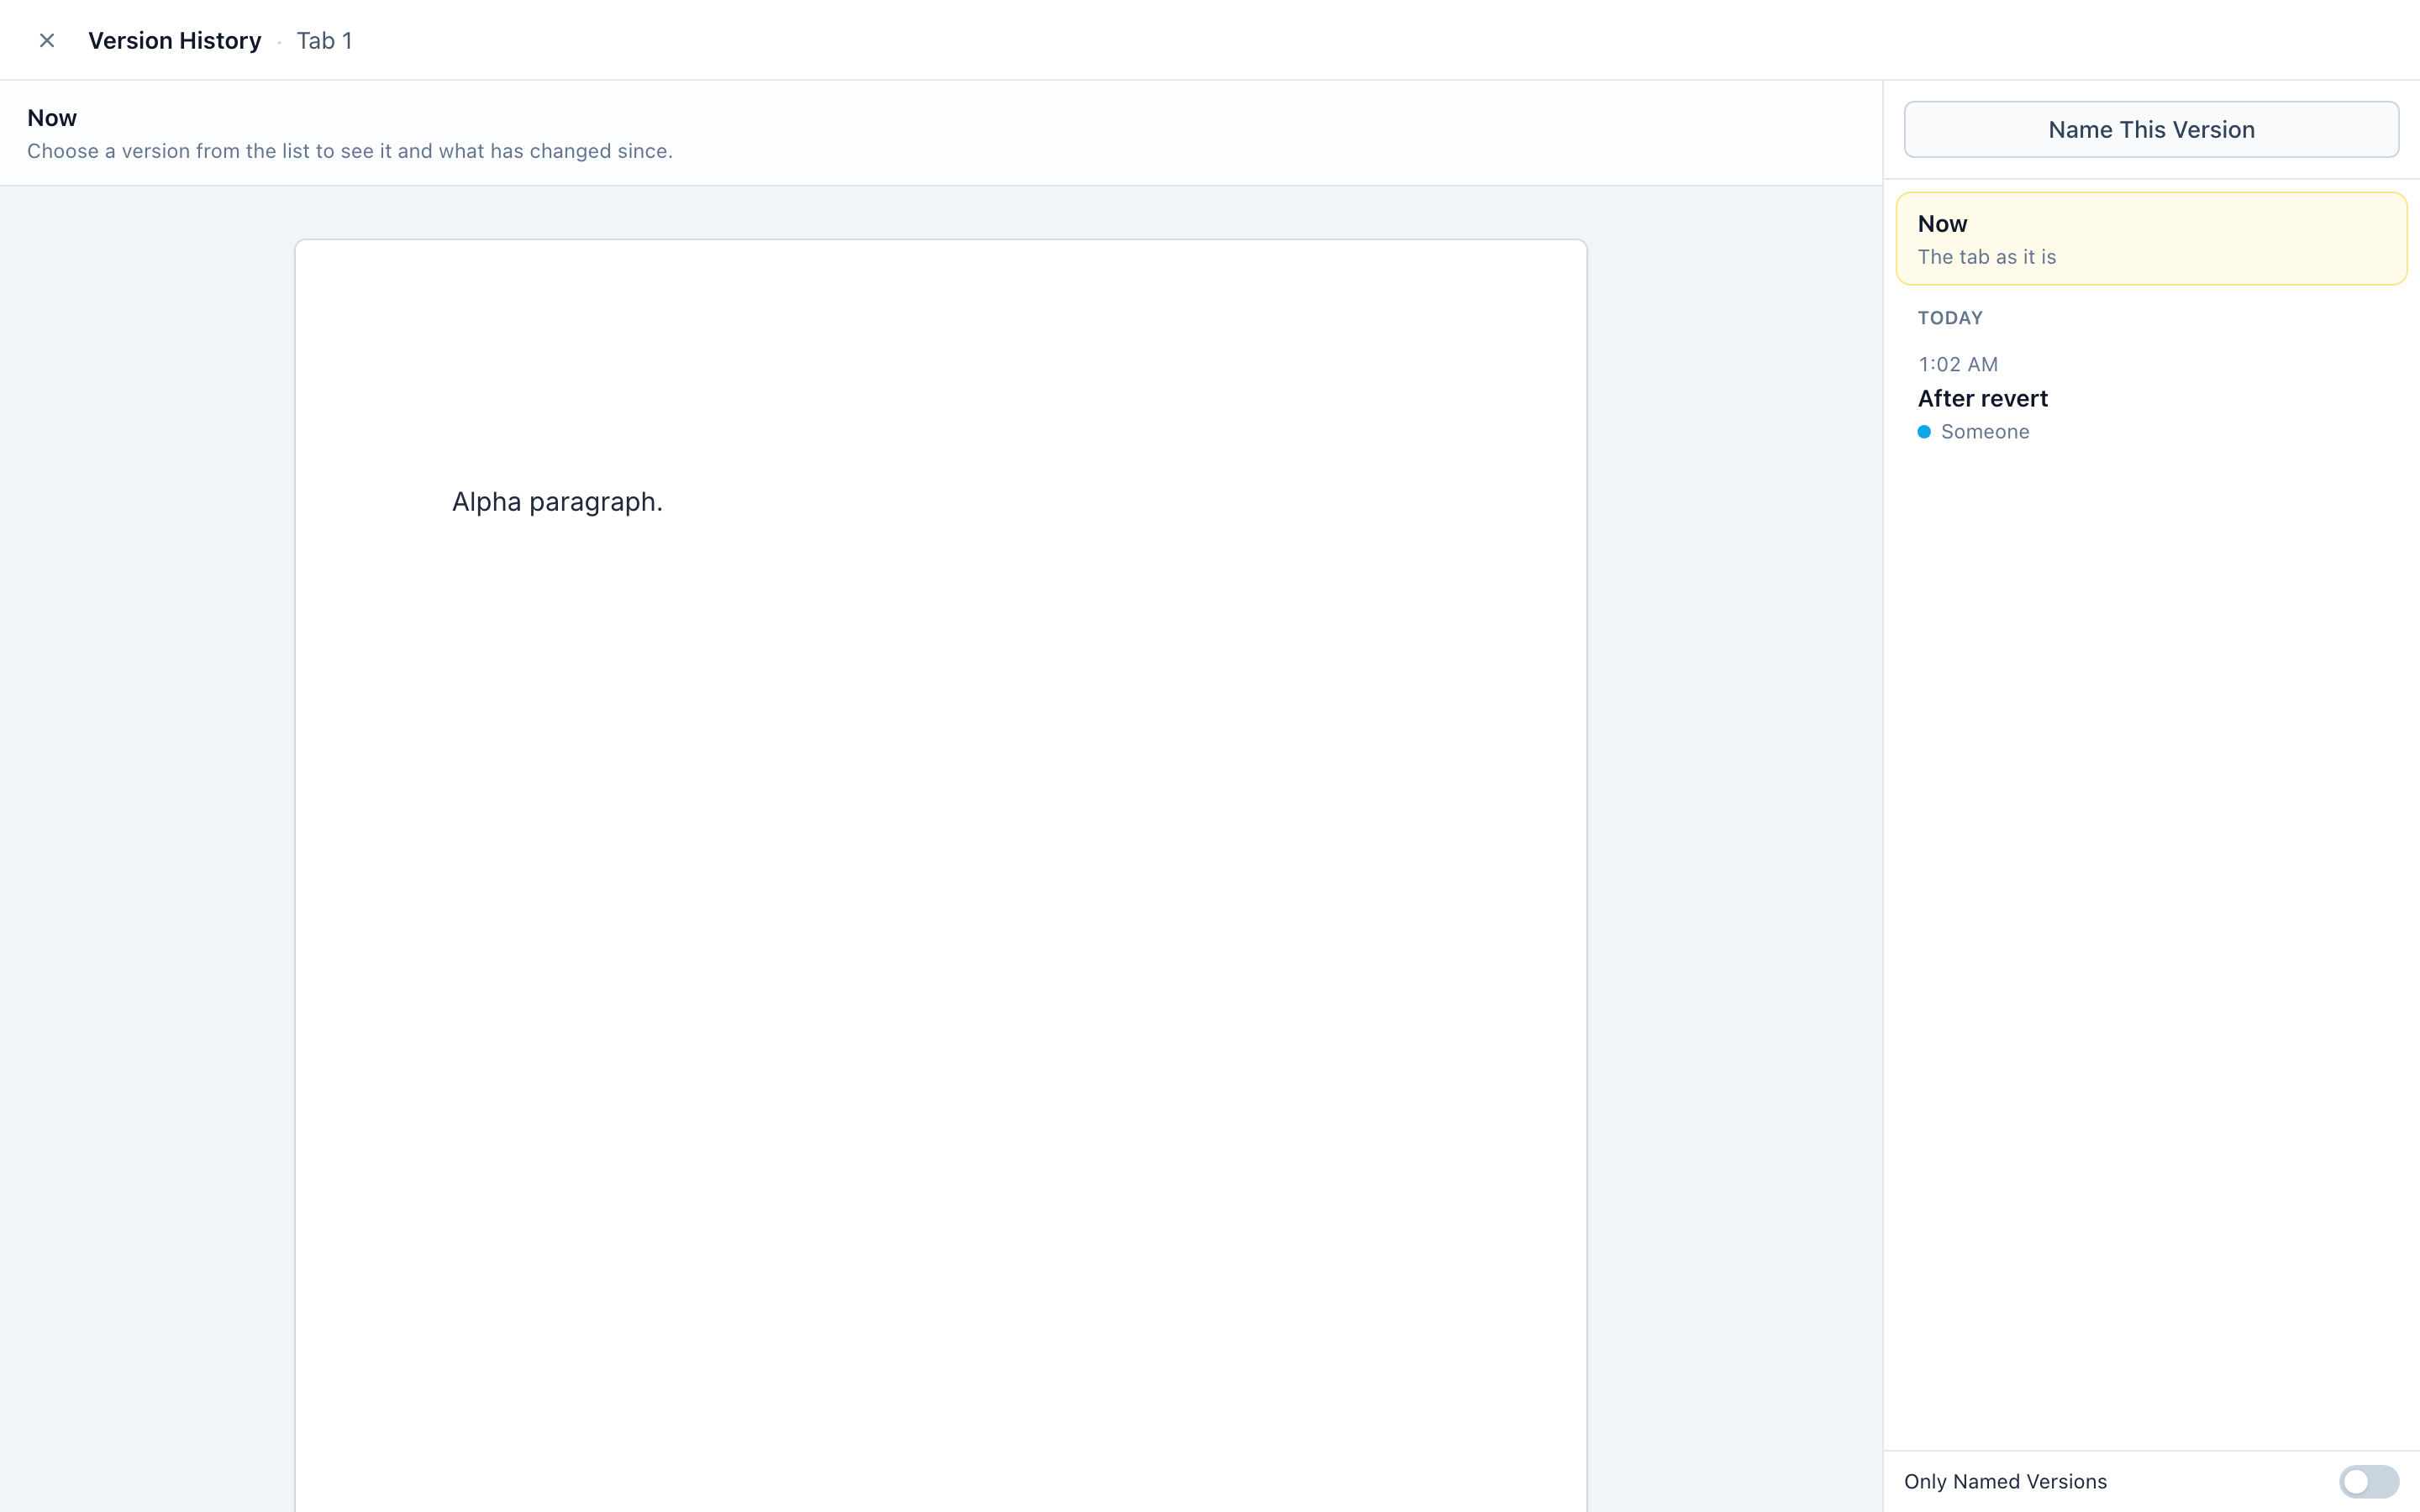 Version History · Tab 1
Now
Choose a version from the list to see it and what has changed since.
Alpha paragraph.
Name This Version
Now
The tab as it is
TODAY
1:02 AM
After revert
Someone
Only Named Versions